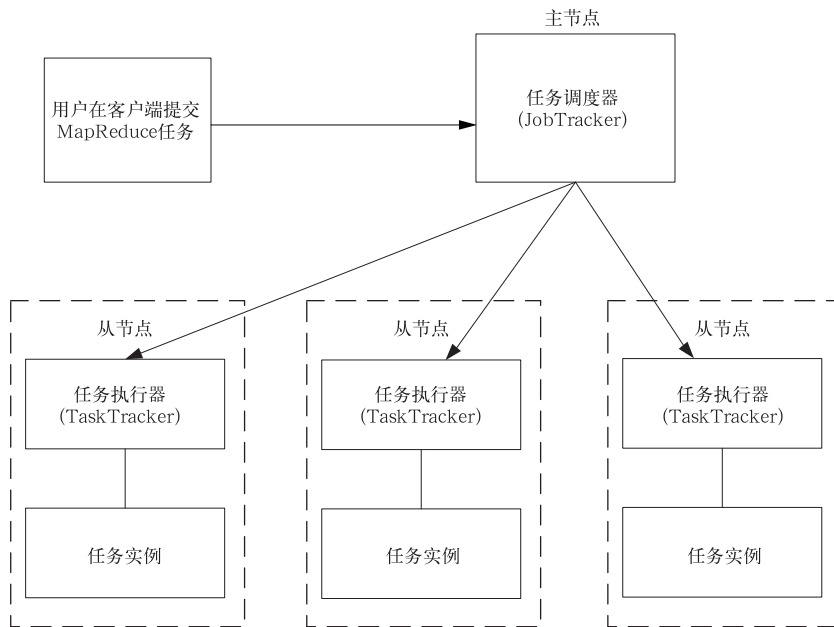 主节点
用户在客户端提交
MapReduce任务
任务调度器
(JobTracker)
从节点
任务执行器
(TaskTracker)
任务实例
从节点
任务执行器
(TaskTracker)
任务实例
从节点
任务执行器
(TaskTracker)
任务实例